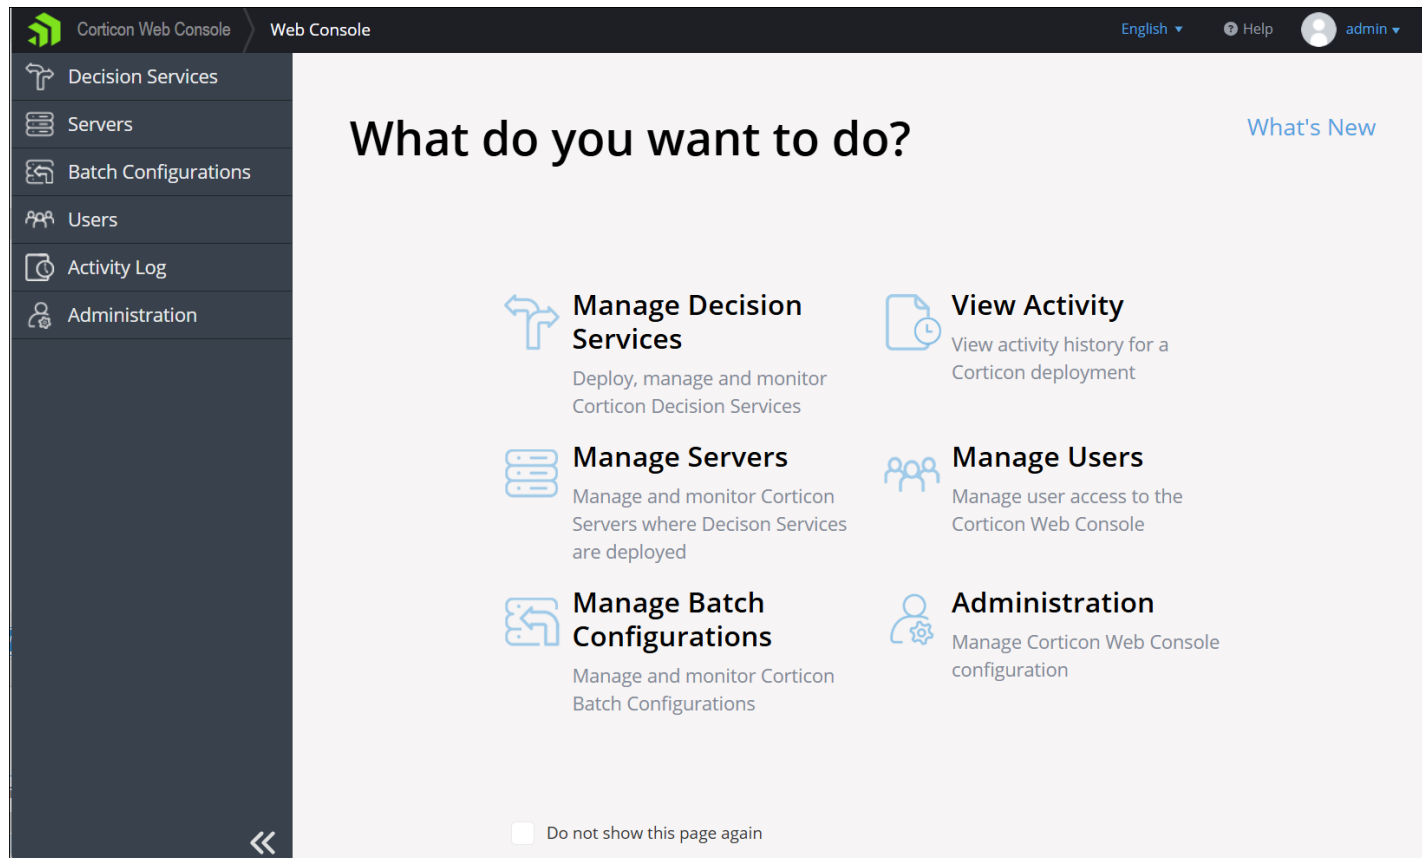 Corticon Web Console
Web Console
English
Help
admin
Decision Services
Servers
Batch Configurations
Users
Activity Log
Administration
What do you want to do?
What's New
Manage Decision
Services
Deploy, manage and monitor
Corticon Decision Services
View Activity
View activity history for a
Corticon deployment
Manage Servers
Manage and monitor Corticon
Servers where Decison Services
are deployed
Manage Users
Manage user access to the
Corticon Web Console
Manage Batch
Configurations
Manage and monitor Corticon
Batch Configurations
Administration
Manage Corticon Web Console
configuration
Do not show this page again